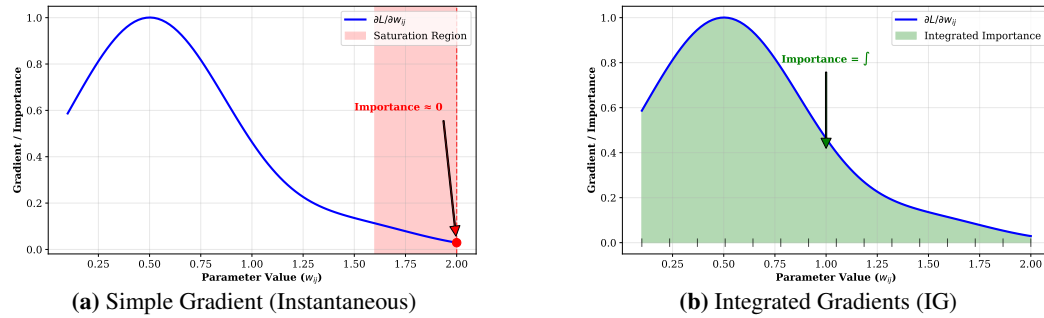 1.0
0.8
0.6
0.4
0.2
0.0
Gradient / Importance
∂L/∂w_ij
Saturation Region
Importance ≈ 0
0.25 0.50 0.75 1.00 1.25 1.50 1.75 2.00
Parameter Value (w_ij)
(a) Simple Gradient (Instantaneous)
1.0
0.8
0.6
0.4
0.2
0.0
Gradient / Importance
∂L/∂w_ij
Integrated Importance
Importance = ∫
0.25 0.50 0.75 1.00 1.25 1.50 1.75 2.00
Parameter Value (w_ij)
(b) Integrated Gradients (IG)